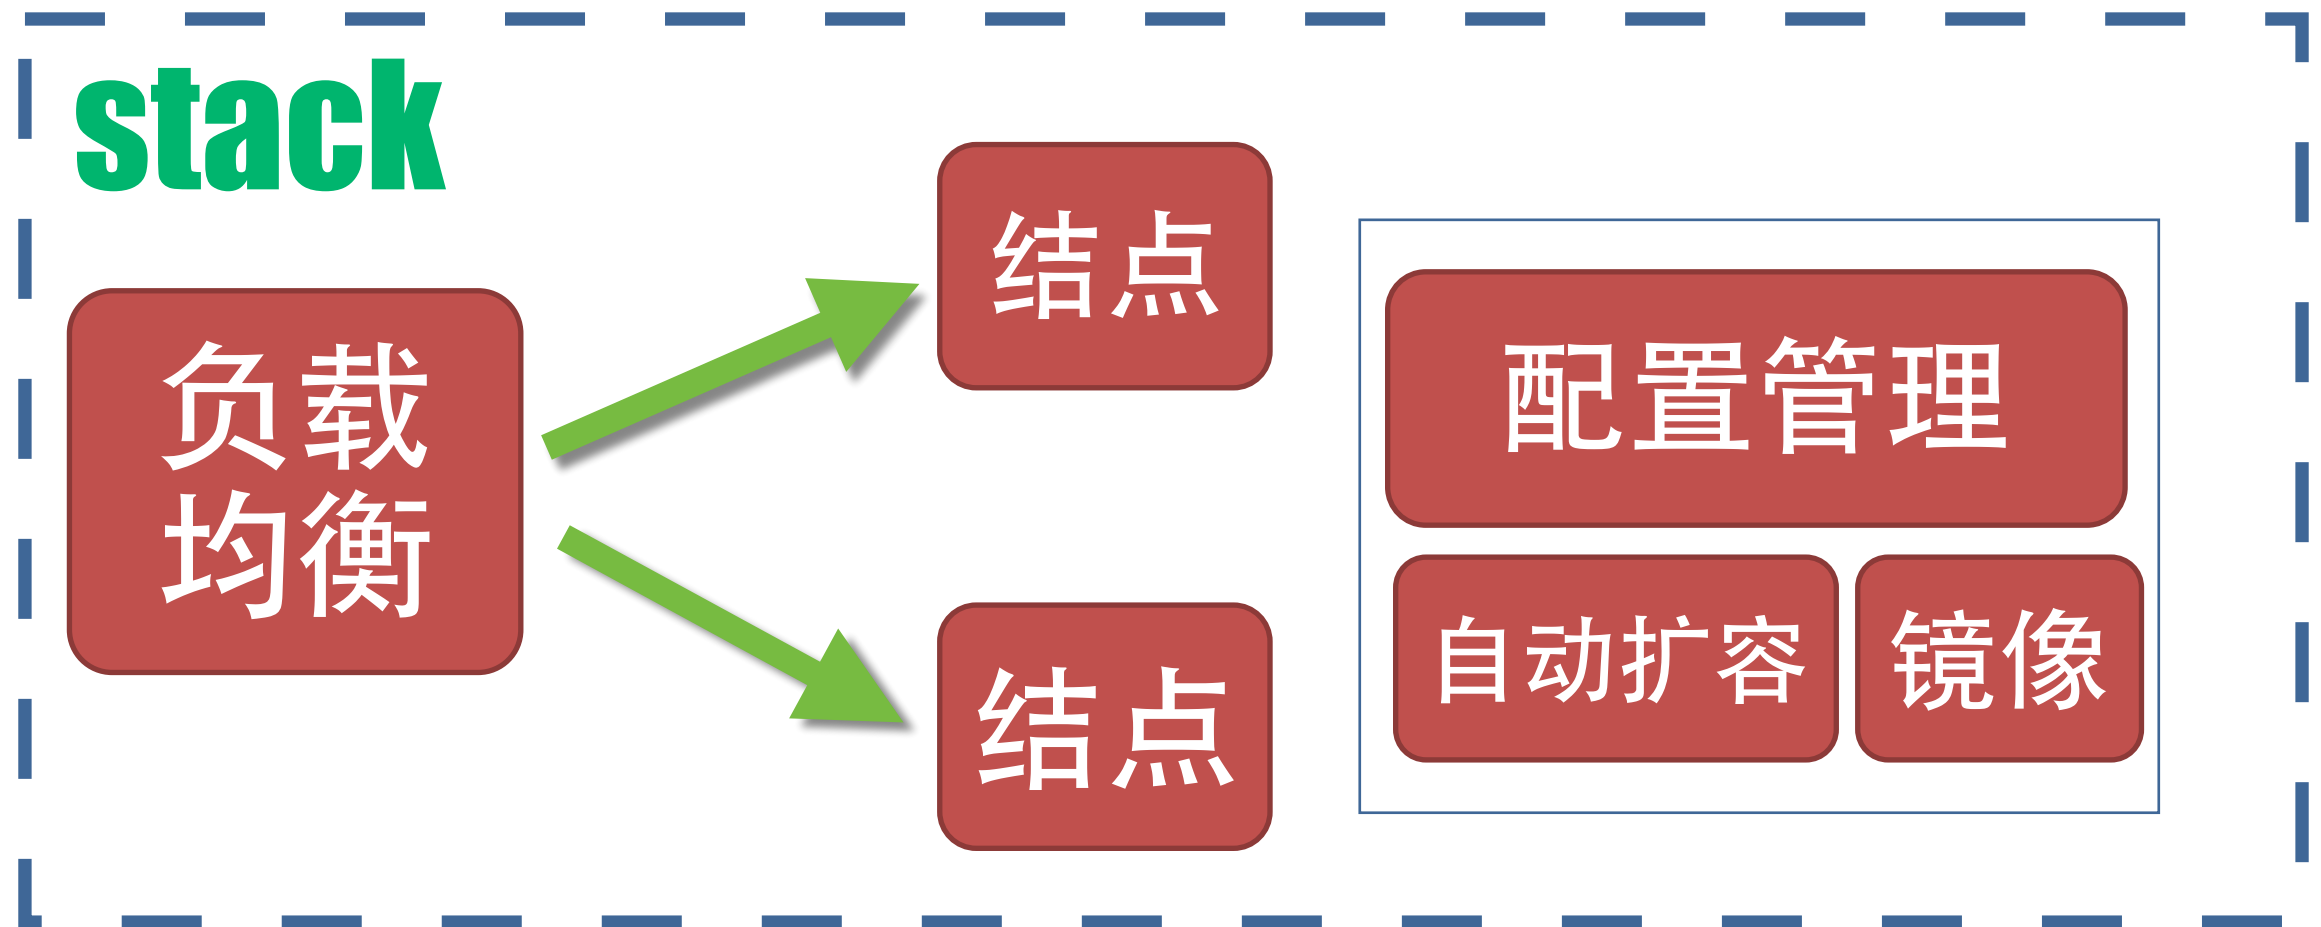 stack
负载
均衡
结点
结点
配置管理
自动扩容
镜像